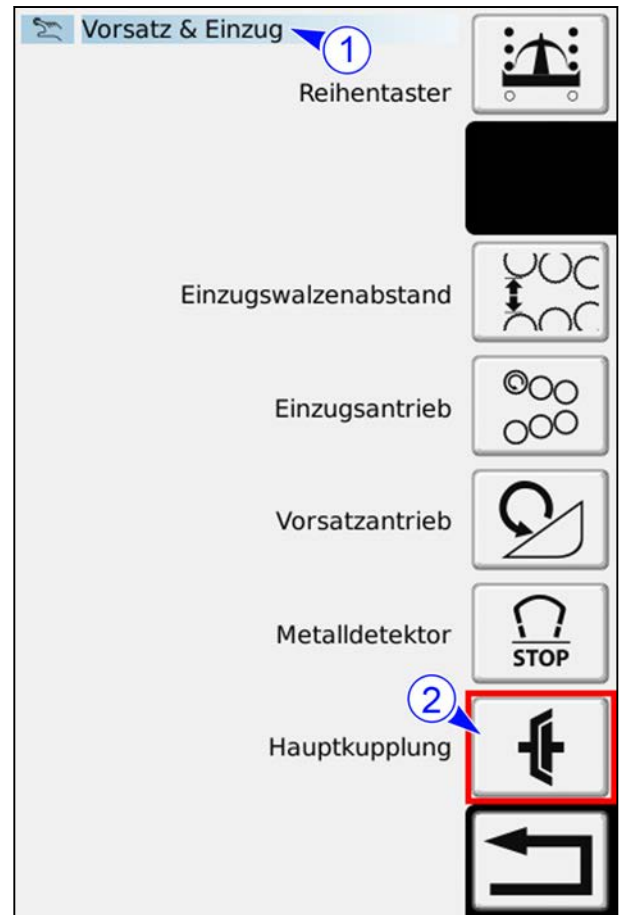 Vorsatz & Einzug
1
Reihentaster
Einzugswalzenabstand
Einzugsantrieb
Vorsatzantrieb
Metalldetektor
STOP
2
Hauptkupplung